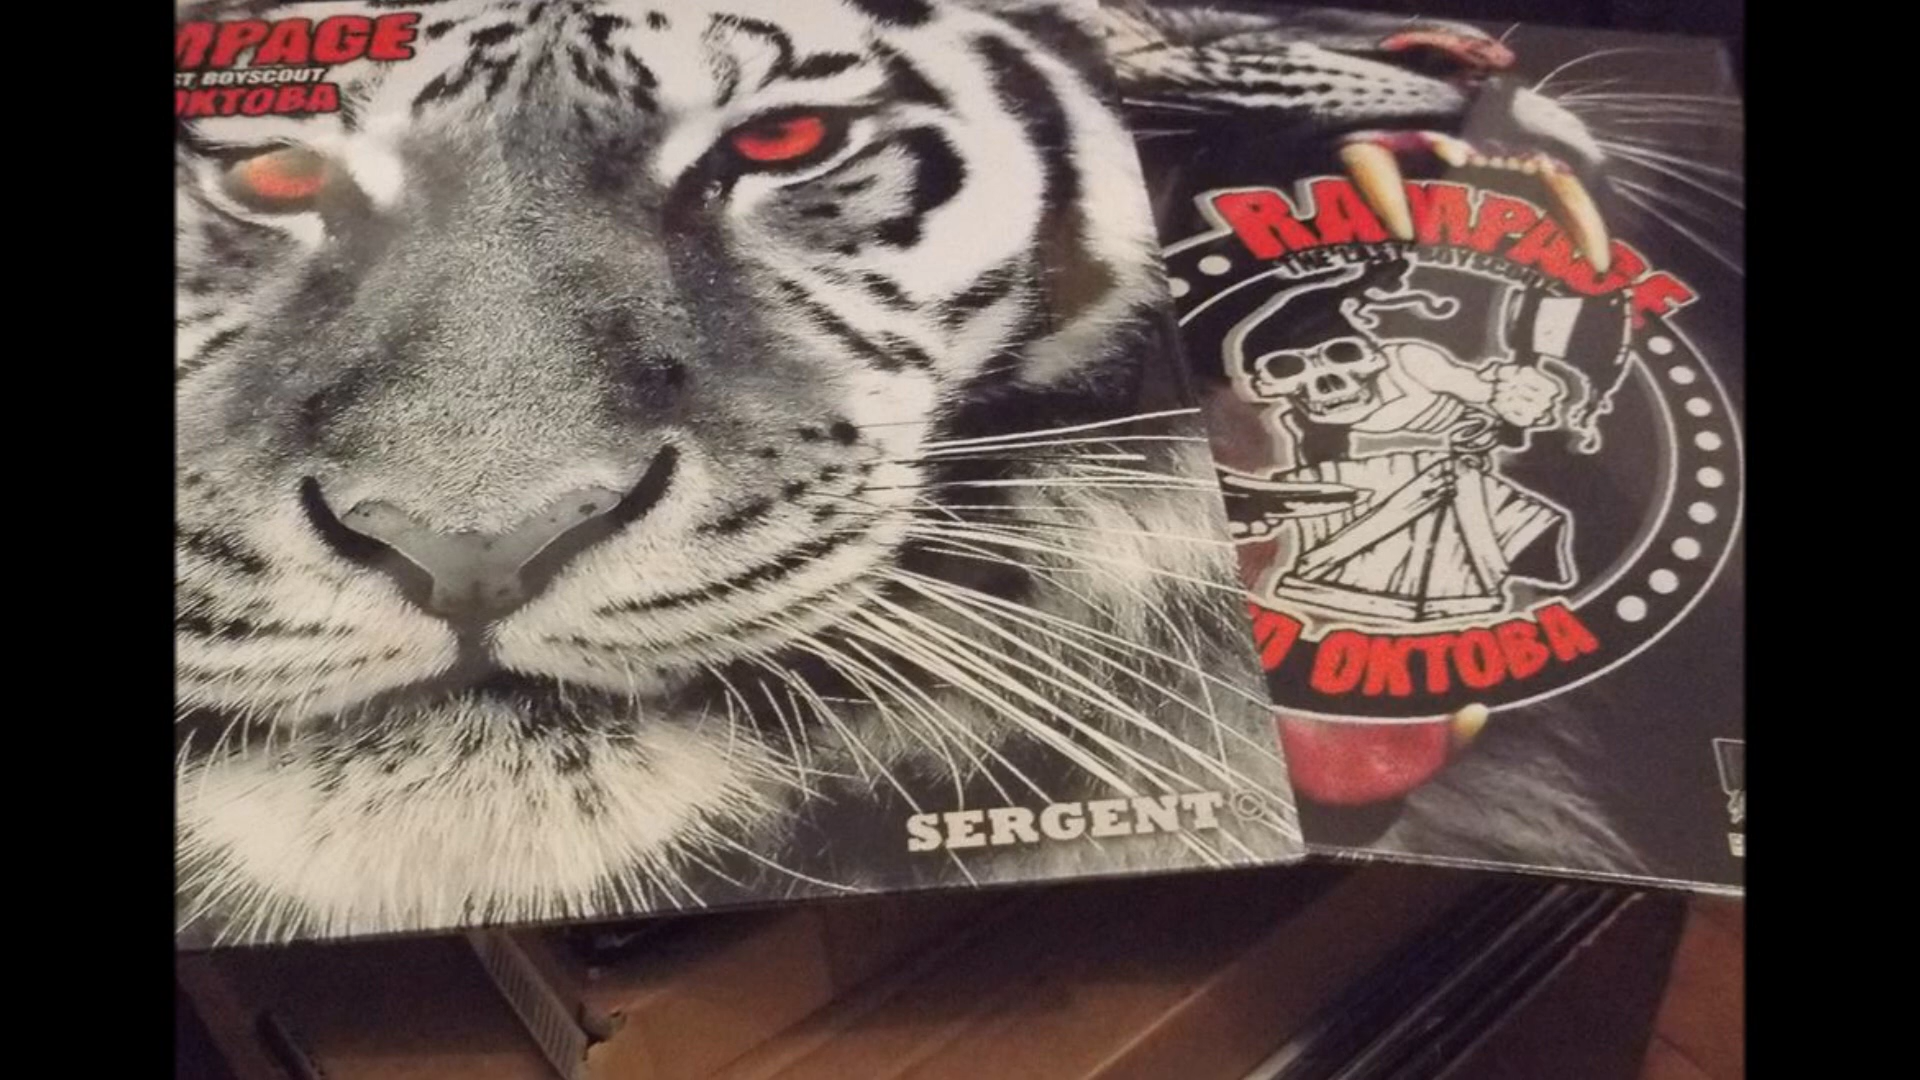 MPAGE
ST BOYSCOUT
OKTOBA
SERGENT ©
RAMPAGE
THE LAST BOYSCOUT
O OKTOBA